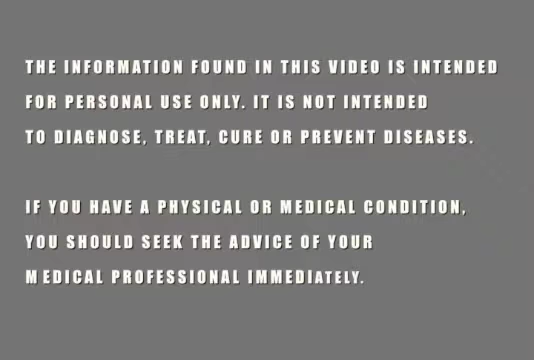 THE INFORMATION FOUND IN THIS VIDEO IS INTENDED
FOR PERSONAL USE ONLY. IT IS NOT INTENDED
TO DIAGNOSE, TREAT, CURE OR PREVENT DISEASES.
IF YOU HAVE A PHYSICAL OR MEDICAL CONDITION,
YOU SHOULD SEEK THE ADVICE OF YOUR
MEDICAL PROFESSIONAL IMMEDIATELY.